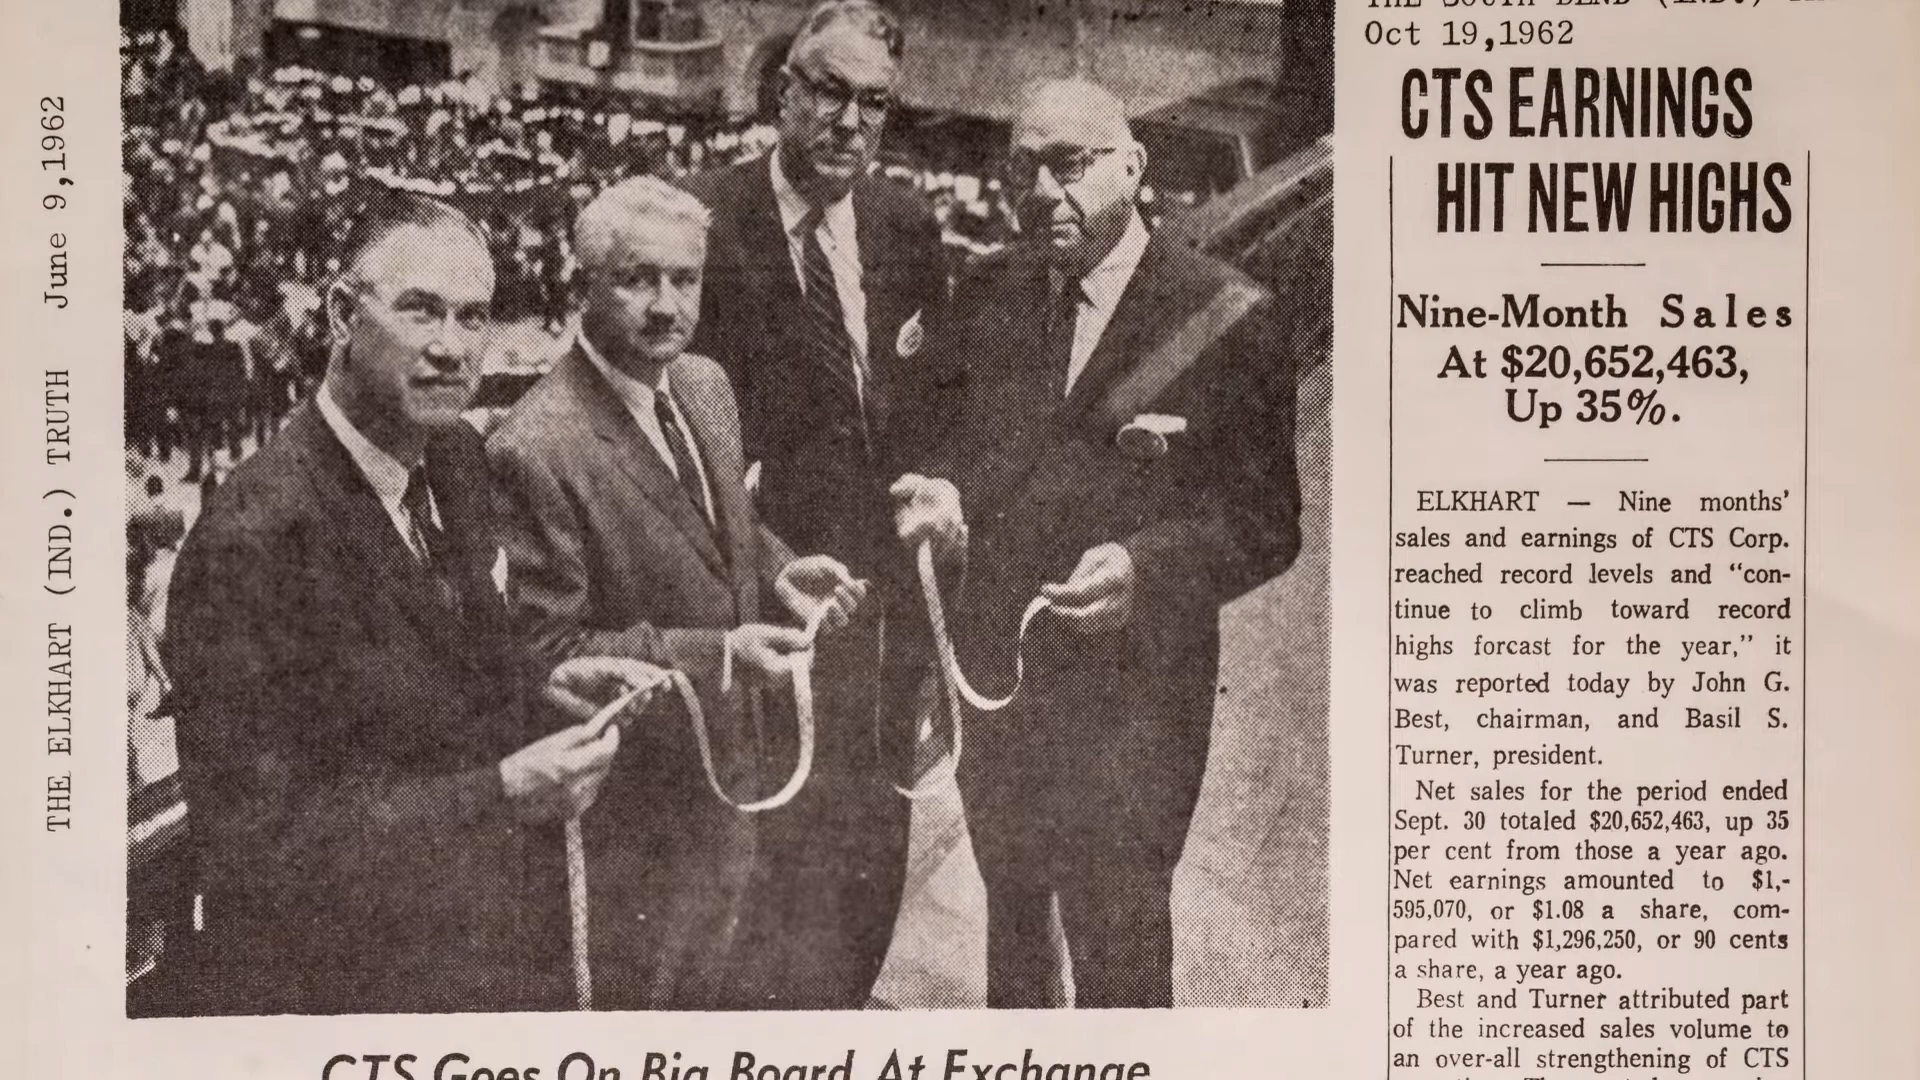 THE ELKHART (IND.) TRUTH June 9,1962
CTS Goes On Big Board At Exchange
THE SOUTH BEND (IND.)
Oct 19,1962
CTS EARNINGS
HIT NEW HIGHS
Nine-Month Sales
At $20,652,463,
Up 35%.
ELKHART — Nine months'
sales and earnings of CTS Corp.
reached record levels and "con-
tinue to climb toward record
highs forcast for the year," it
was reported today by John G.
Best, chairman, and Basil S.
Turner, president.
Net sales for the period ended
Sept. 30 totaled $20,652,463, up 35
per cent from those a year ago.
Net earnings amounted to $1,-
595,070, or $1.08 a share, com-
pared with $1,296,250, or 90 cents
a share, a year ago.
Best and Turner attributed part
of the increased sales volume to
an over-all strengthening of CTS